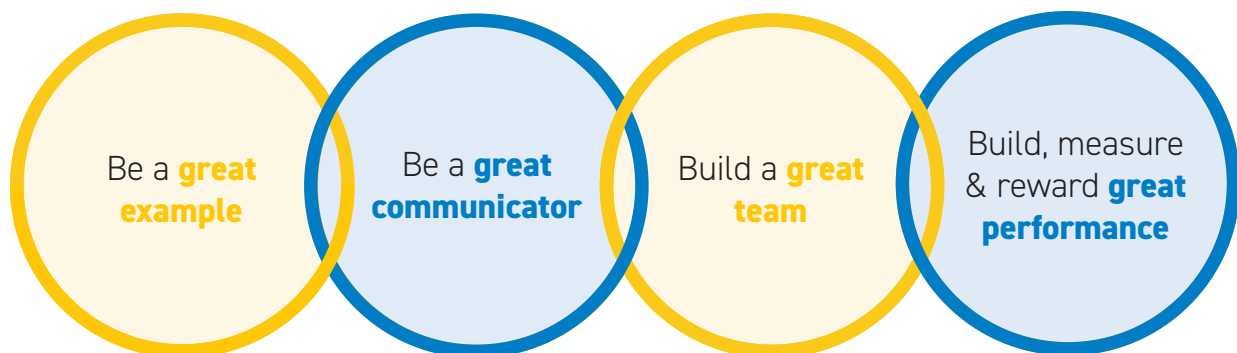 Be a great
example
Be a great
communicator
Build a great
team
Build, measure
& reward great
performance